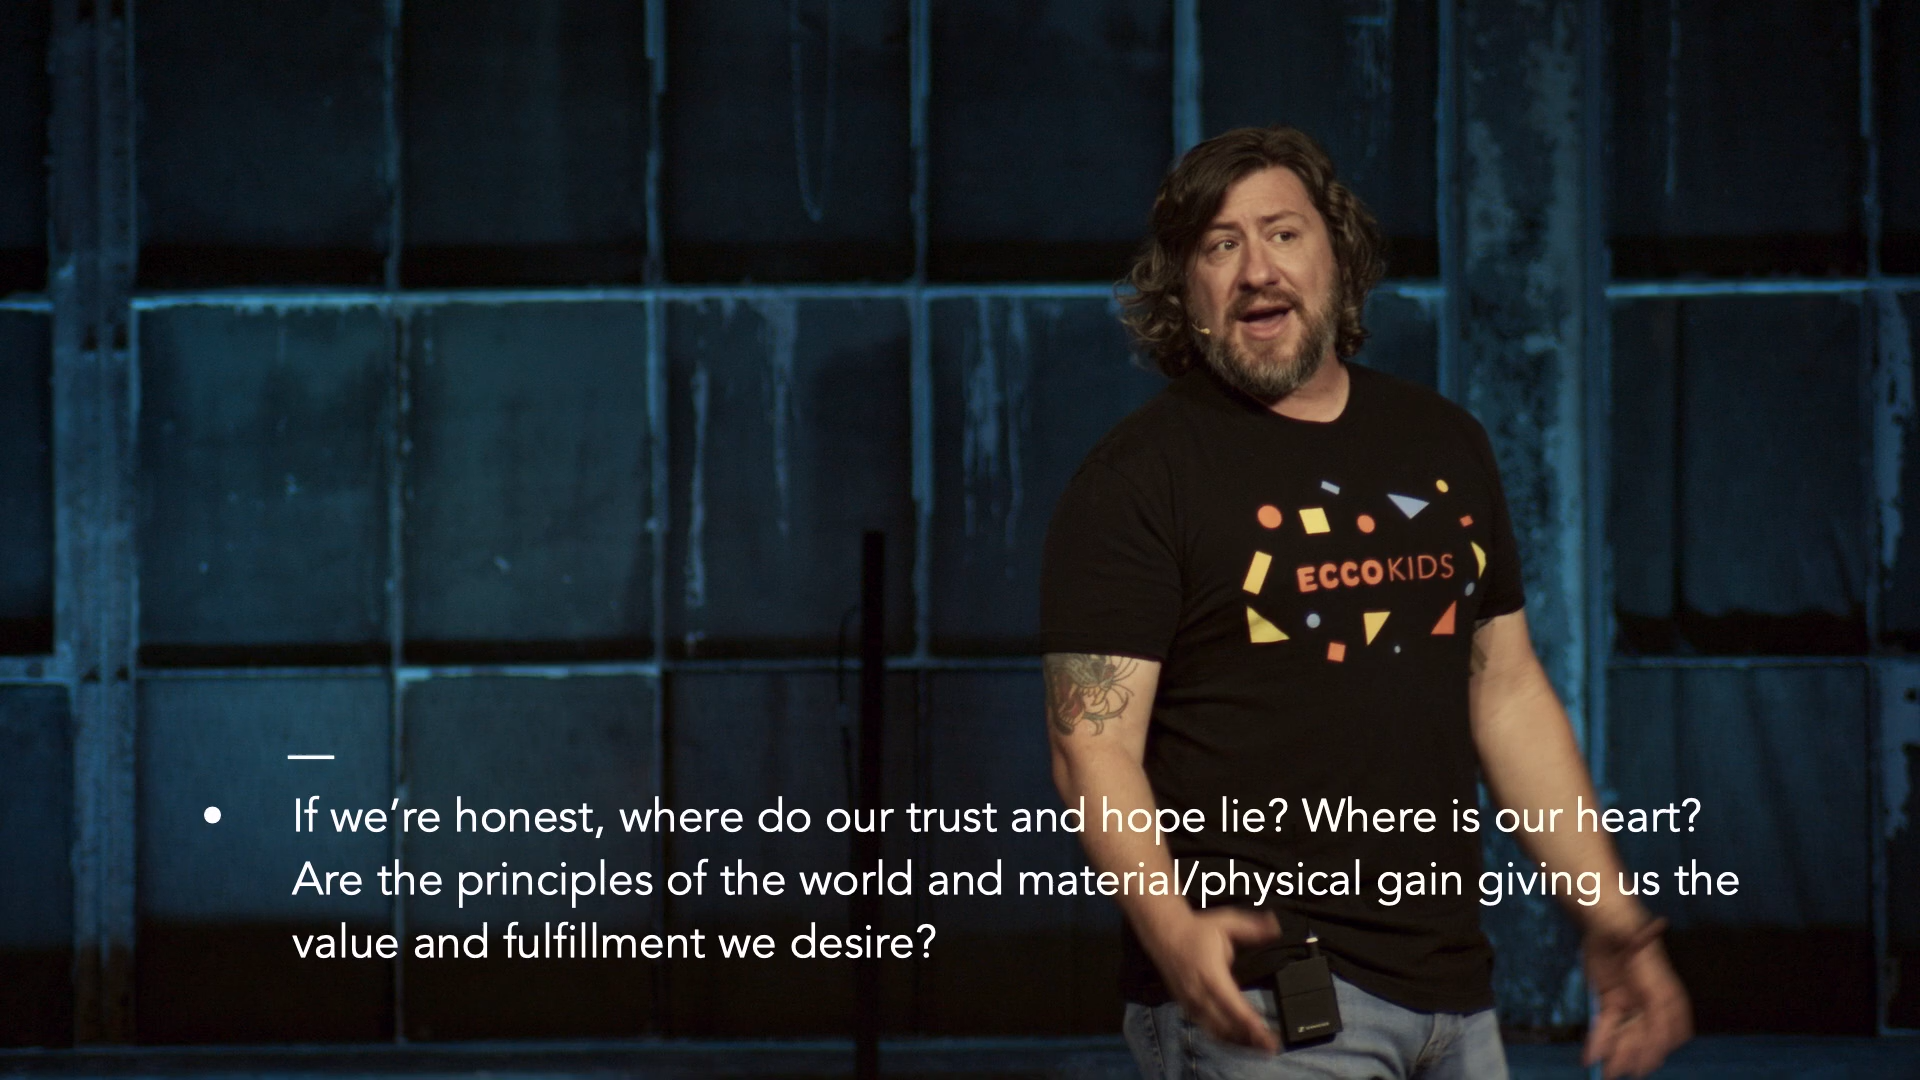 ECCOKIDS
— 
• If we’re honest, where do our trust and hope lie? Where is our heart?
Are the principles of the world and material/physical gain giving us the
value and fulfillment we desire?